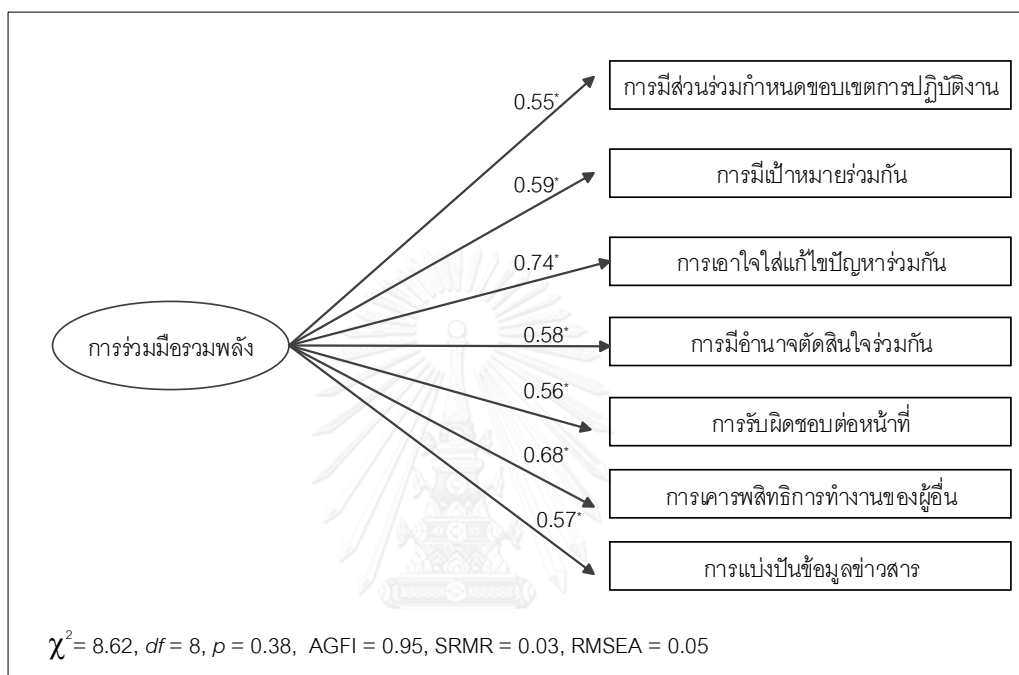 การมีส่วนร่วมกำหนดขอบเขตการปฏิบัติงาน
0.55*
การมีเป้าหมายร่วมกัน
0.59*
การเอาใจใส่แก้ไขปัญหาร่วมกัน
0.74*
การร่วมมือรวมพลัง
0.58*
การมีอำนาจตัดสินใจร่วมกัน
0.56*
การรับผิดชอบต่อหน้าที่
0.68*
การเคารพสิทธิการทำงานของผู้อื่น
0.57*
การแบ่งปันข้อมูลข่าวสาร
χ²= 8.62, df = 8, p = 0.38, AGFI = 0.95, SRMR = 0.03, RMSEA = 0.05